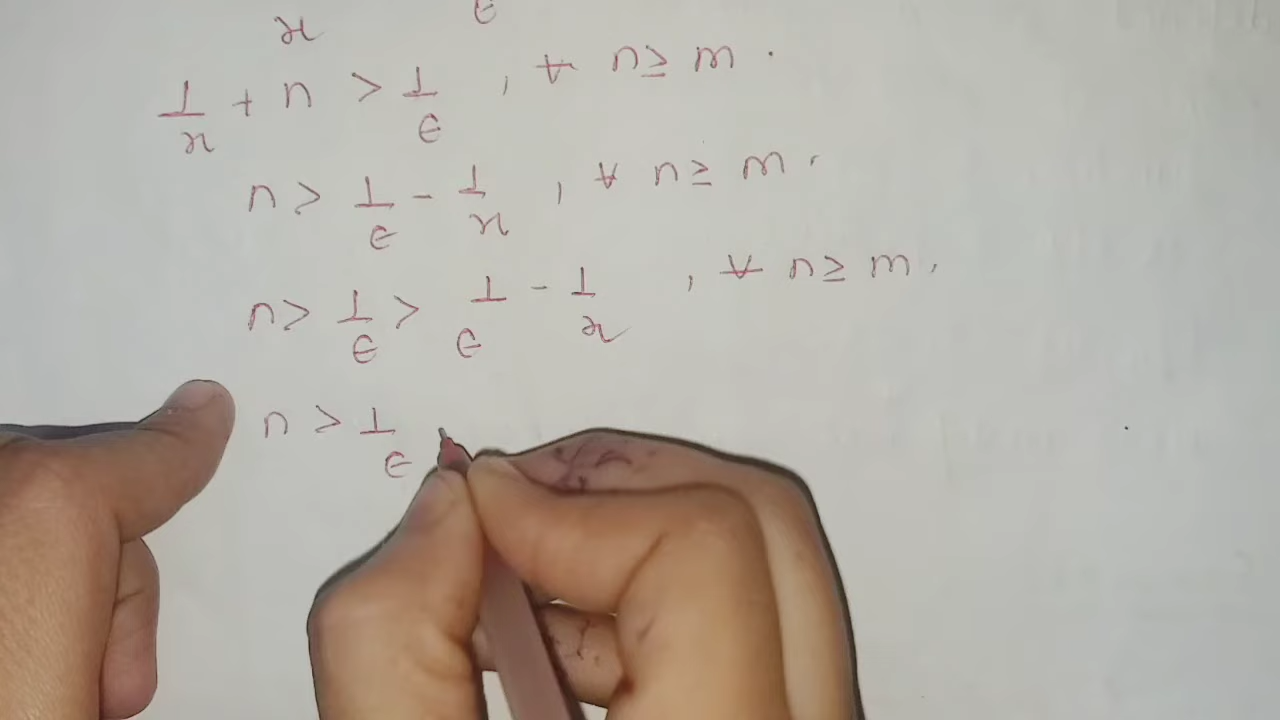 x ϵ
1/x + n > 1/ϵ , ∀ n ≥ m .
n > 1/ϵ - 1/x , ∀ n ≥ m .
n > 1/ϵ > 1/ϵ - 1/x , ∀ n ≥ m .
n > 1/ϵ